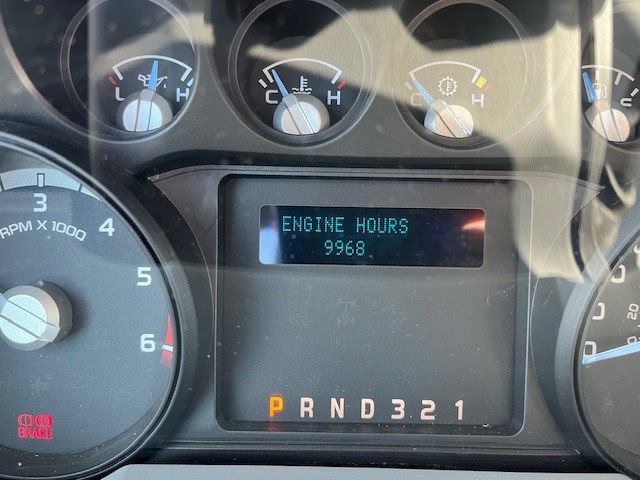 L H
C H
C H
ENGINE HOURS
9968
3
4
RPM X 1000
5
6
BRAKE
P R N D 3 2 1